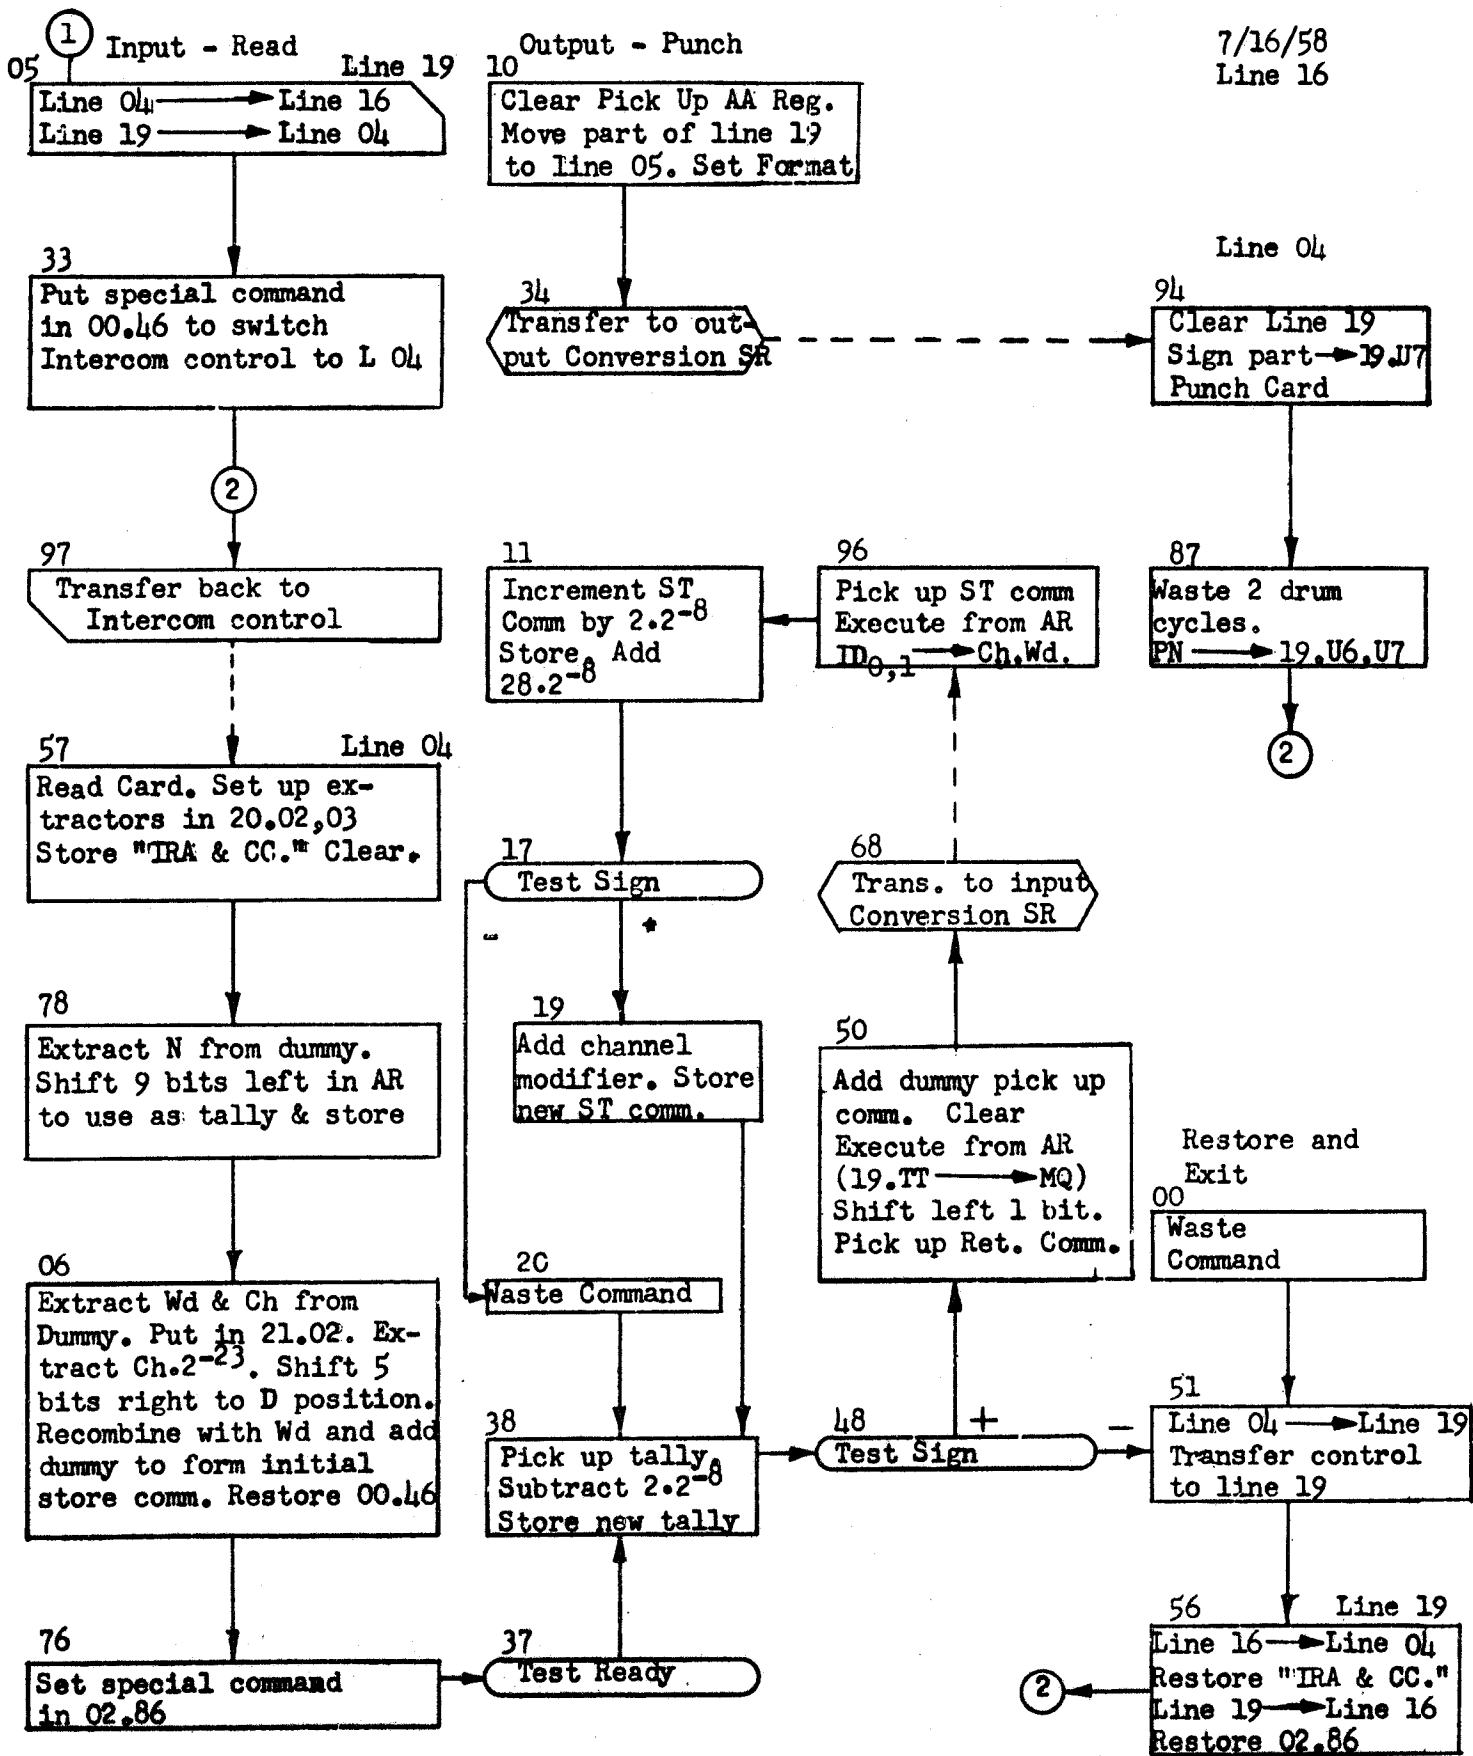 1
Input - Read
05
Line 19
Line 04 → Line 16
Line 19 → Line 04
33
Put special command
in 00.46 to switch
Intercom control to L 04
2
97
Transfer back to
Intercom control
57
Line 04
Read Card. Set up ex-
tractors in 20.02,03
Store "TRA & CC." Clear.
78
Extract N from dummy.
Shift 9 bits left in AR
to use as tally & store
06
Extract Wd & Ch from
Dummy. Put in 21.02. Ex-
tract Ch.2-23. Shift 5
bits right to D position.
Recombine with Wd and add
dummy to form initial
store comm. Restore 00.46
76
Set special command
in 02.86
Output - Punch
10
Clear Pick Up AA Reg.
Move part of line 19
to line 05. Set Format
34
Transfer to out-
put Conversion SR
11
Increment ST
Comm by 2.2-8
Store. Add
28.2-8
17
Test Sign
-
+
19
Add channel
modifier. Store
new ST comm.
20
Waste Command
38
Pick up tally.
Subtract 2.2-8
Store new tally
37
Test Ready
96
Pick up ST comm
Execute from AR
ID0,1 → Ch.Wd.
68
Trans. to input
Conversion SR
50
Add dummy pick up
comm. Clear
Execute from AR
(19.TT → MQ)
Shift left 1 bit.
Pick up Ret. Comm.
48
+
-
Test Sign
7/16/58
Line 16
Line 04
94
Clear Line 19
Sign part → 19.U7
Punch Card
87
Waste 2 drum
cycles.
PN → 19.U6,U7
2
Restore and
Exit
00
Waste
Command
51
Line 04 → Line 19
Transfer control
to line 19
56
Line 19
Line 16 → Line 04
Restore "TRA & CC."
Line 19 → Line 16
Restore 02.86
2